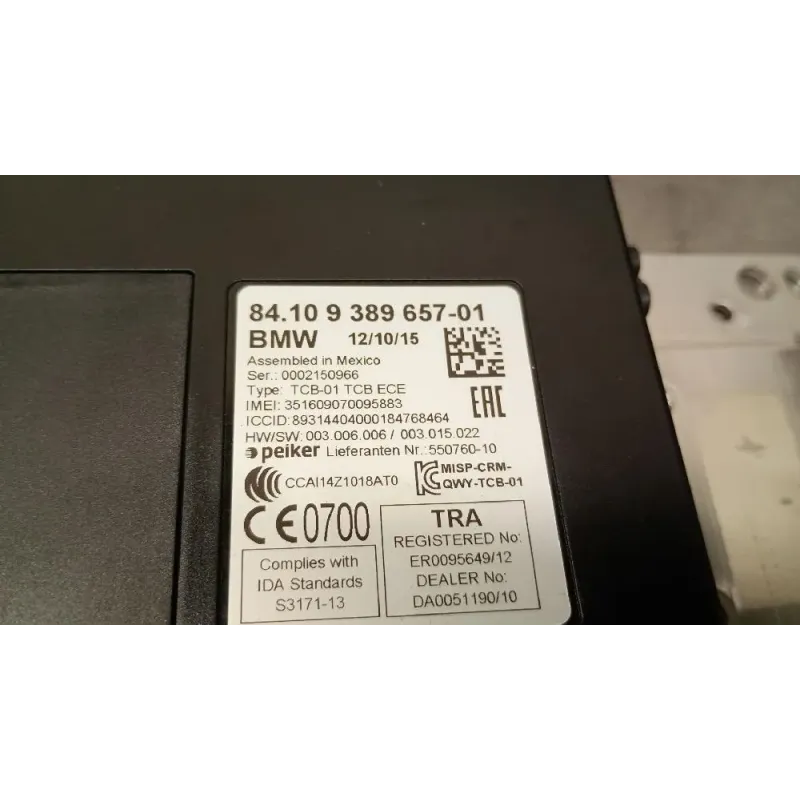 84.10 9 389 657-01
BMW 12/10/15
Assembled in Mexico
Ser.: 0002150966
Type: TCB-01 TCB ECE
IMEI: 351609070095883
EAC
ICCID:89314404000184768464
HW/SW: 003.006.006 / 003.015.022
peiker Lieferanten Nr.:550760-10
CCAI14Z1018AT0
MISP-CRM-
QWY-TCB-01
CE0700
Complies with
IDA Standards
S3171-13
TRA
REGISTERED No:
ER0095649/12
DEALER No:
DA0051190/10